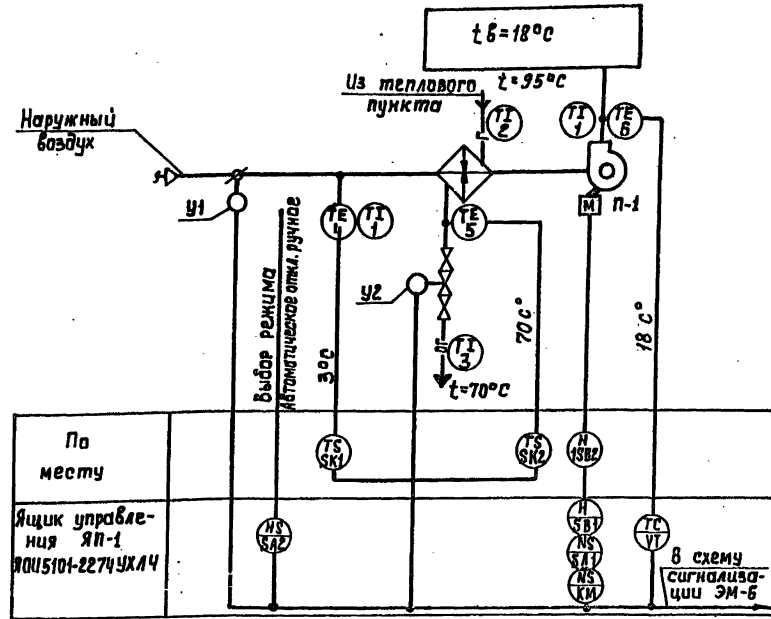 tв=18°С
Из теплового
пункта
t=95°С
TI
2
TI
1
TE
6
Наружный
воздух
У1
TE
4
TI
1
TE
5
М
П-1
У2
Выбор режима
Автоматическое откл. ручное
3°С
TI
3
t=70°С
70 С°
18 С°
По
месту
TS
SK1
TS
SK2
H
1SB2
Ящик управле-
ния ЯП-1
ЯОИ5101-2274УХЛ4
HS
SA2
H
SB1
NS
SA1
NS
KM
TC
VT
В схему
сигнализа-
ции ЭМ-6